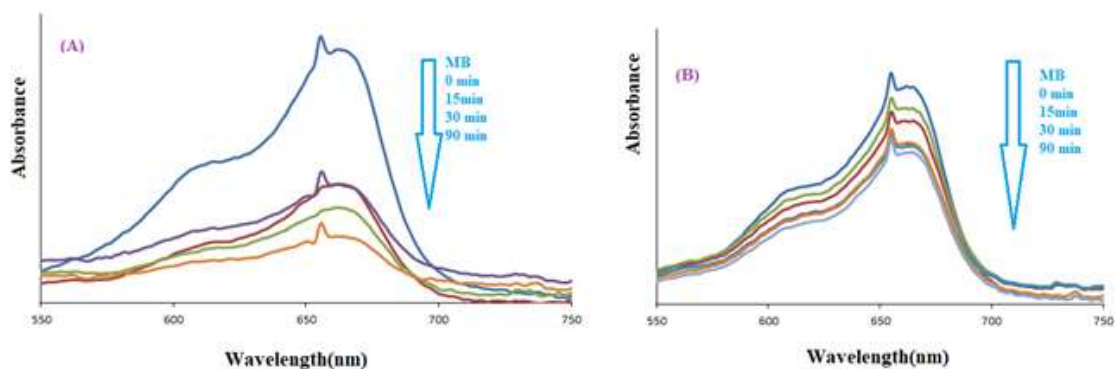 (A)
MB
0 min
15min
30 min
90 min
Absorbance
550 600 650 700 750
Wavelength(nm)
(B)
MB
0 min
15min
30 min
90 min
Absorbance
550 600 650 700 750
Wavelength(nm)